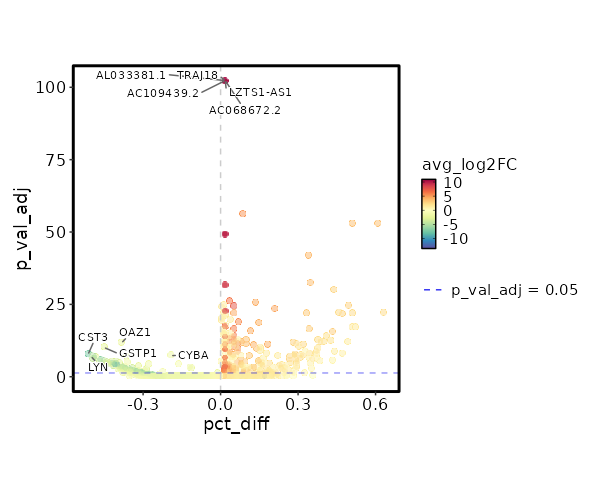 AL033381.1
TRAJ18
AC109439.2
LZTS1-AS1
AC068672.2
100
75
50
25
0
p_val_adj
CST3
OAZ1
GSTP1
CYBA
LYN
-0.3
0.0
0.3
0.6
pct_diff
avg_log2FC
10
5
0
-5
-10
p_val_adj = 0.05